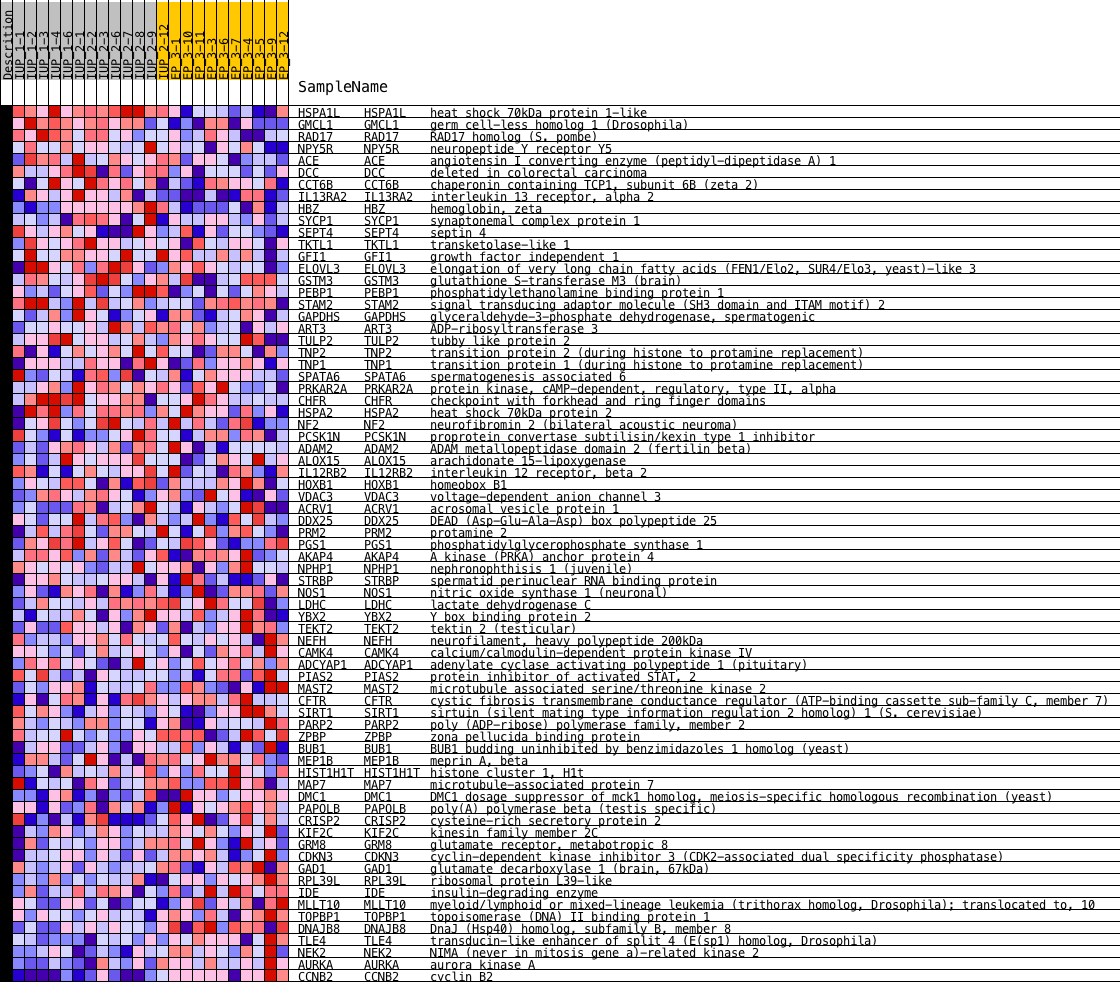 Descrition
IUP_1-1
IUP_1-2
IUP_1-3
IUP_1-4
IUP_1-6
IUP_2-1
IUP_2-2
IUP_2-3
IUP_2-6
IUP_2-7
IUP_2-8
IUP_2-9
IUP_2-12
EP_3-1
EP_3-10
EP_3-11
EP_3-3
EP_3-6
EP_3-7
EP_3-4
EP_3-5
EP_3-9
EP_3-12
SampleName
HSPA1L HSPA1L heat shock 70kDa protein 1-like
GMCL1 GMCL1 germ cell-less homolog 1 (Drosophila)
RAD17 RAD17 RAD17 homolog (S. pombe)
NPY5R NPY5R neuropeptide Y receptor Y5
ACE ACE angiotensin I converting enzyme (peptidyl-dipeptidase A) 1
DCC DCC deleted in colorectal carcinoma
CCT6B CCT6B chaperonin containing TCP1, subunit 6B (zeta 2)
IL13RA2 IL13RA2 interleukin 13 receptor, alpha 2
HBZ HBZ hemoglobin, zeta
SYCP1 SYCP1 synaptonemal complex protein 1
SEPT4 SEPT4 septin 4
TKTL1 TKTL1 transketolase-like 1
GFI1 GFI1 growth factor independent 1
ELOVL3 ELOVL3 elongation of very long chain fatty acids (FEN1/Elo2, SUR4/Elo3, yeast)-like 3
GSTM3 GSTM3 glutathione S-transferase M3 (brain)
PEBP1 PEBP1 phosphatidylethanolamine binding protein 1
STAM2 STAM2 signal transducing adaptor molecule (SH3 domain and ITAM motif) 2
GAPDHS GAPDHS glyceraldehyde-3-phosphate dehydrogenase, spermatogenic
ART3 ART3 ADP-ribosyltransferase 3
TULP2 TULP2 tubby like protein 2
TNP2 TNP2 transition protein 2 (during histone to protamine replacement)
TNP1 TNP1 transition protein 1 (during histone to protamine replacement)
SPATA6 SPATA6 spermatogenesis associated 6
PRKAR2A PRKAR2A protein kinase, cAMP-dependent, regulatory, type II, alpha
CHFR CHFR checkpoint with forkhead and ring finger domains
HSPA2 HSPA2 heat shock 70kDa protein 2
NF2 NF2 neurofibromin 2 (bilateral acoustic neuroma)
PCSK1N PCSK1N proprotein convertase subtilisin/kexin type 1 inhibitor
ADAM2 ADAM2 ADAM metallopeptidase domain 2 (fertilin beta)
ALOX15 ALOX15 arachidonate 15-lipoxygenase
IL12RB2 IL12RB2 interleukin 12 receptor, beta 2
HOXB1 HOXB1 homeobox B1
VDAC3 VDAC3 voltage-dependent anion channel 3
ACRV1 ACRV1 acrosomal vesicle protein 1
DDX25 DDX25 DEAD (Asp-Glu-Ala-Asp) box polypeptide 25
PRM2 PRM2 protamine 2
PGS1 PGS1 phosphatidylglycerophosphate synthase 1
AKAP4 AKAP4 A kinase (PRKA) anchor protein 4
NPHP1 NPHP1 nephronophthisis 1 (juvenile)
STRBP STRBP spermatid perinuclear RNA binding protein
NOS1 NOS1 nitric oxide synthase 1 (neuronal)
LDHC LDHC lactate dehydrogenase C
YBX2 YBX2 Y box binding protein 2
TEKT2 TEKT2 tektin 2 (testicular)
NEFH NEFH neurofilament, heavy polypeptide 200kDa
CAMK4 CAMK4 calcium/calmodulin-dependent protein kinase IV
ADCYAP1 ADCYAP1 adenylate cyclase activating polypeptide 1 (pituitary)
PIAS2 PIAS2 protein inhibitor of activated STAT, 2
MAST2 MAST2 microtubule associated serine/threonine kinase 2
CFTR CFTR cystic fibrosis transmembrane conductance regulator (ATP-binding cassette sub-family C, member 7)
SIRT1 SIRT1 sirtuin (silent mating type information regulation 2 homolog) 1 (S. cerevisiae)
PARP2 PARP2 poly (ADP-ribose) polymerase family, member 2
ZPBP ZPBP zona pellucida binding protein
BUB1 BUB1 BUB1 budding uninhibited by benzimidazoles 1 homolog (yeast)
MEP1B MEP1B meprin A, beta
HIST1H1T HIST1H1T histone cluster 1, H1t
MAP7 MAP7 microtubule-associated protein 7
DMC1 DMC1 DMC1 dosage suppressor of mck1 homolog, meiosis-specific homologous recombination (yeast)
PAPOLB PAPOLB poly(A) polymerase beta (testis specific)
CRISP2 CRISP2 cysteine-rich secretory protein 2
KIF2C KIF2C kinesin family member 2C
GRM8 GRM8 glutamate receptor, metabotropic 8
CDKN3 CDKN3 cyclin-dependent kinase inhibitor 3 (CDK2-associated dual specificity phosphatase)
GAD1 GAD1 glutamate decarboxylase 1 (brain, 67kDa)
RPL39L RPL39L ribosomal protein L39-like
IDE IDE insulin-degrading enzyme
MLLT10 MLLT10 myeloid/lymphoid or mixed-lineage leukemia (trithorax homolog, Drosophila); translocated to, 10
TOPBP1 TOPBP1 topoisomerase (DNA) II binding protein 1
DNAJB8 DNAJB8 DnaJ (Hsp40) homolog, subfamily B, member 8
TLE4 TLE4 transducin-like enhancer of split 4 (E(sp1) homolog, Drosophila)
NEK2 NEK2 NIMA (never in mitosis gene a)-related kinase 2
AURKA AURKA aurora kinase A
CCNB2 CCNB2 cyclin B2